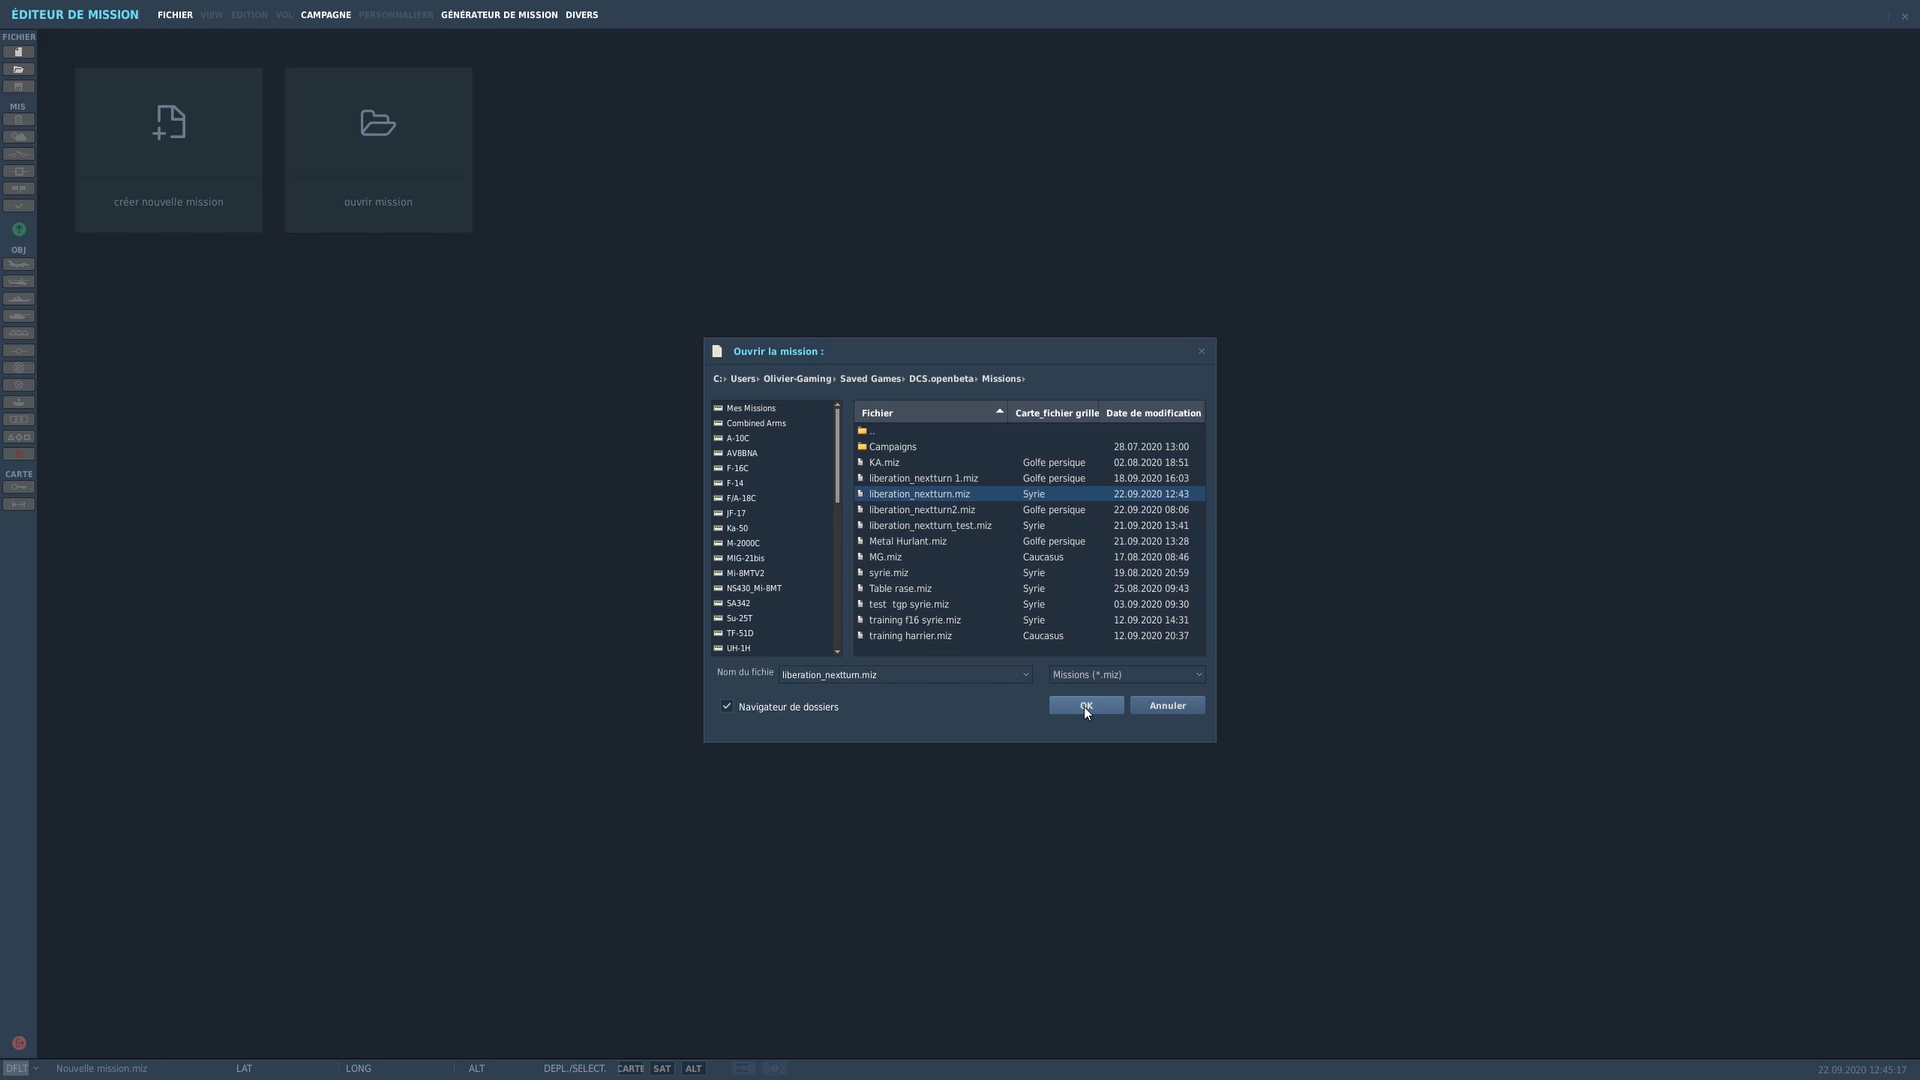 ÉDITEUR DE MISSION FICHIER VIEW ÉDITION VOL CAMPAGNE PERSONNALISER GÉNÉRATEUR DE MISSION DIVERS
FICHIER
MIS
OBJ
CARTE
créer nouvelle mission
ouvrir mission
Ouvrir la mission :
C: Users Olivier-Gaming Saved Games DCS.openbeta Missions
Mes Missions
Combined Arms
A-10C
AV8BNA
F-16C
F-14
F/A-18C
JF-17
Ka-50
M-2000C
MIG-21bis
Mi-8MTV2
NS430_Mi-8MT
SA342
Su-25T
TF-51D
UH-1H
Fichier Carte_fichier grille Date de modification
..
Campaigns 28.07.2020 13:00
KA.miz Golfe persique 02.08.2020 18:51
liberation_nextturn 1.miz Golfe persique 18.09.2020 16:03
liberation_nextturn.miz Syrie 22.09.2020 12:43
liberation_nextturn2.miz Golfe persique 22.09.2020 08:06
liberation_nextturn_test.miz Syrie 21.09.2020 13:41
Metal Hurlant.miz Golfe persique 21.09.2020 13:28
MG.miz Caucasus 17.08.2020 08:46
syrie.miz Syrie 19.08.2020 20:59
Table rase.miz Syrie 25.08.2020 09:43
test tgp syrie.miz Syrie 03.09.2020 09:30
training f16 syrie.miz Syrie 12.09.2020 14:31
training harrier.miz Caucasus 12.09.2020 20:37
Nom du fichie liberation_nextturn.miz Missions (*.miz)
Navigateur de dossiers OK Annuler
DFLT Nouvelle mission.miz LAT LONG ALT DEPL./SELECT. CARTE SAT ALT 22.09.2020 12:45:17